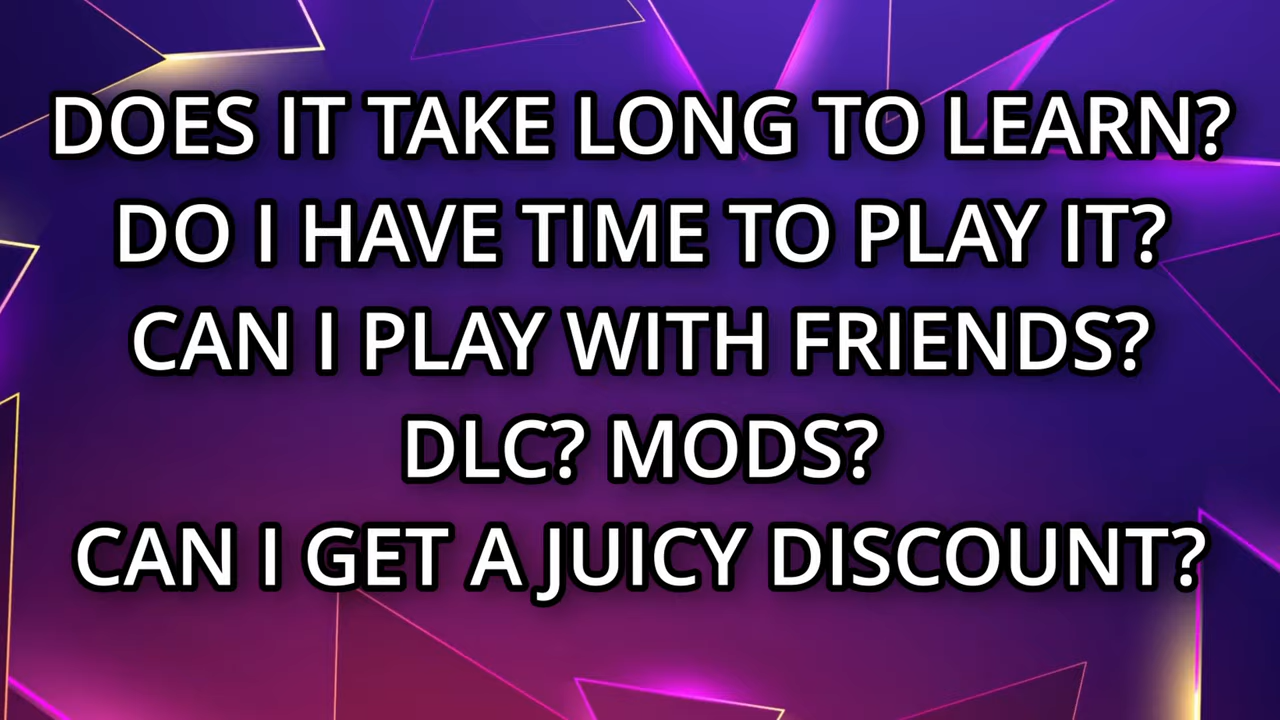 DOES IT TAKE LONG TO LEARN?
DO I HAVE TIME TO PLAY IT?
CAN I PLAY WITH FRIENDS?
DLC? MODS?
CAN I GET A JUICY DISCOUNT?